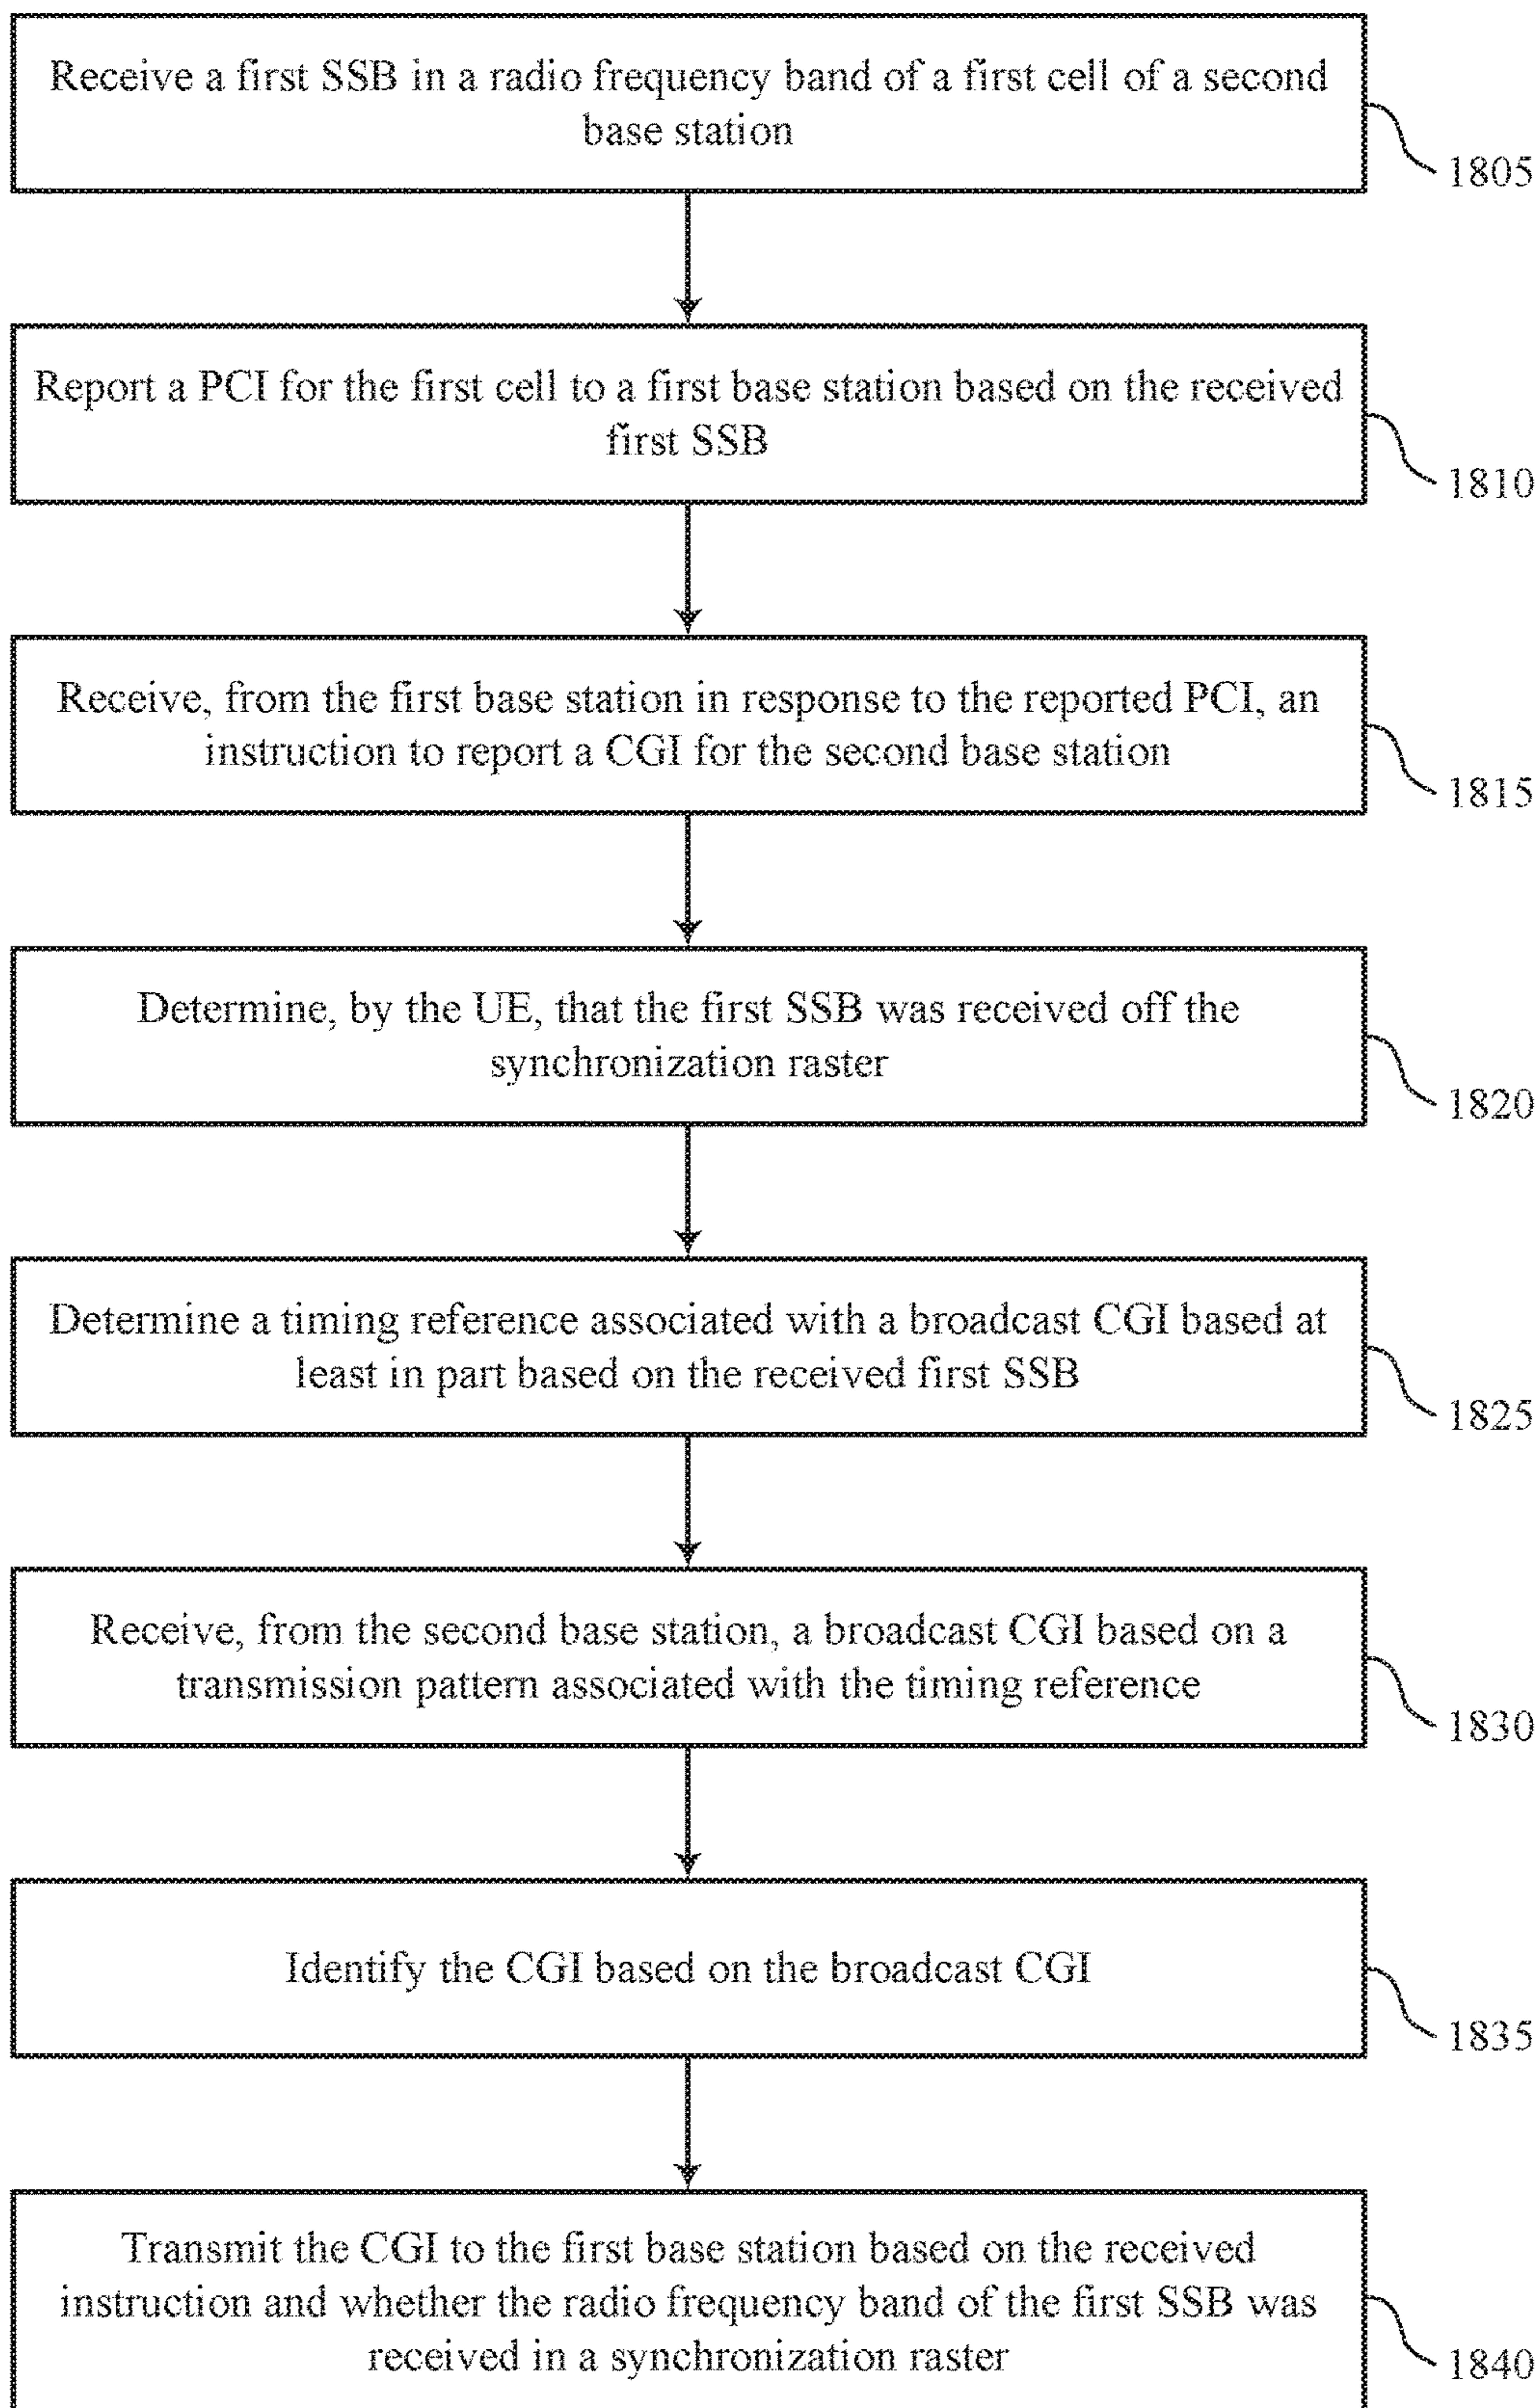 Receive a first SSB in a radio frequency band of a first cell of a second
base station
1805
Report a PCI for the first cell to a first base station based on the received
first SSB
1810
Receive, from the first base station in response to the reported PCI, an
instruction to report a CGI for the second base station
1815
Determine, by the UE, that the first SSB was received off the
synchronization raster
1820
Determine a timing reference associated with a broadcast CGI based at
least in part based on the received first SSB
1825
Receive, from the second base station, a broadcast CGI based on a
transmission pattern associated with the timing reference
1830
Identify the CGI based on the broadcast CGI
1835
Transmit the CGI to the first base station based on the received
instruction and whether the radio frequency band of the first SSB was
received in a synchronization raster
1840